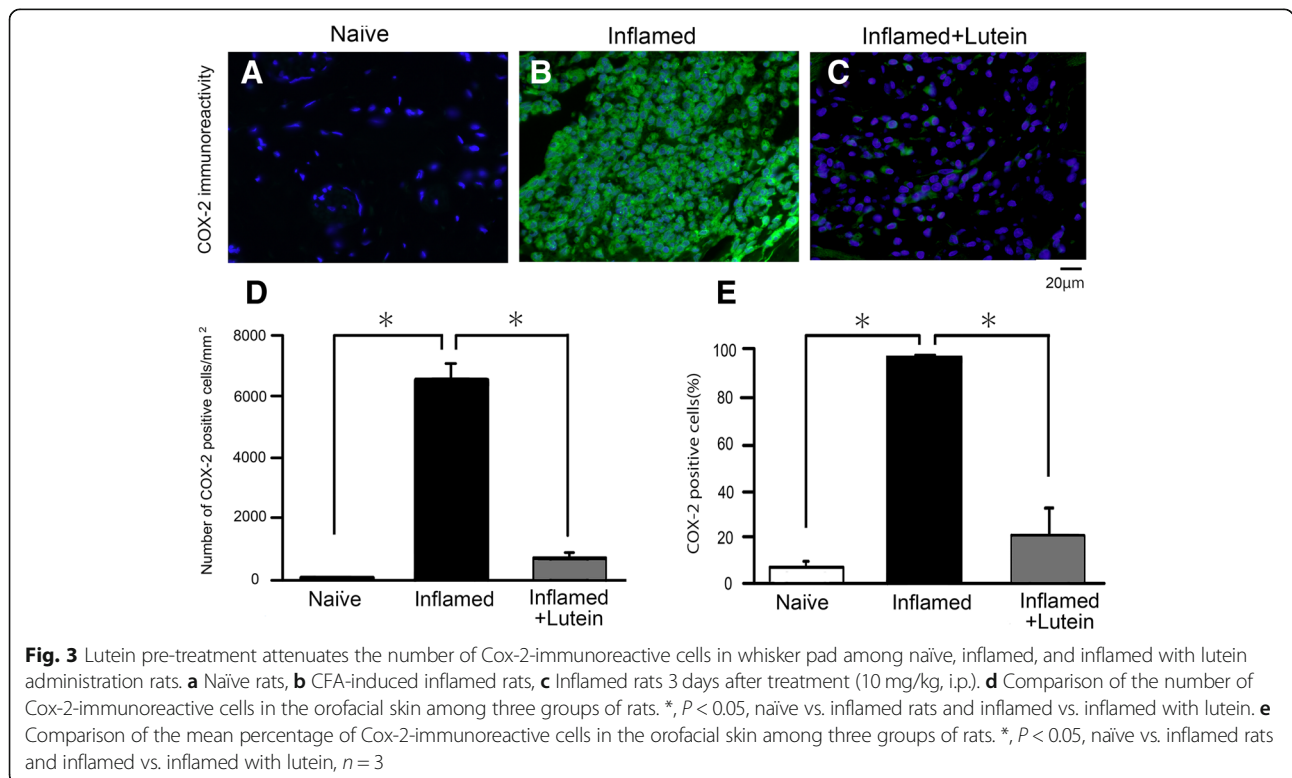 Naïve
Inflamed
Inflamed+Lutein
COX-2 immunoreactivity
A
B
C
20µm
D
E
Number of COX-2 positive cells/mm²
8000
6000
4000
2000
0
*
*
Naïve
Inflamed
Inflamed
+Lutein
COX-2 positive cells(%)
100
80
60
40
20
0
*
*
Naïve
Inflamed
Inflamed
+Lutein
Fig. 3 Lutein pre-treatment attenuates the number of Cox-2-immunoreactive cells in whisker pad among naïve, inflamed, and inflamed with lutein
administration rats. a Naïve rats, b CFA-induced inflamed rats, c Inflamed rats 3 days after treatment (10 mg/kg, i.p.). d Comparison of the number of
Cox-2-immunoreactive cells in the orofacial skin among three groups of rats. *, P < 0.05, naïve vs. inflamed rats and inflamed vs. inflamed with lutein. e
Comparison of the mean percentage of Cox-2-immunoreactive cells in the orofacial skin among three groups of rats. *, P < 0.05, naïve vs. inflamed rats
and inflamed vs. inflamed with lutein, n = 3